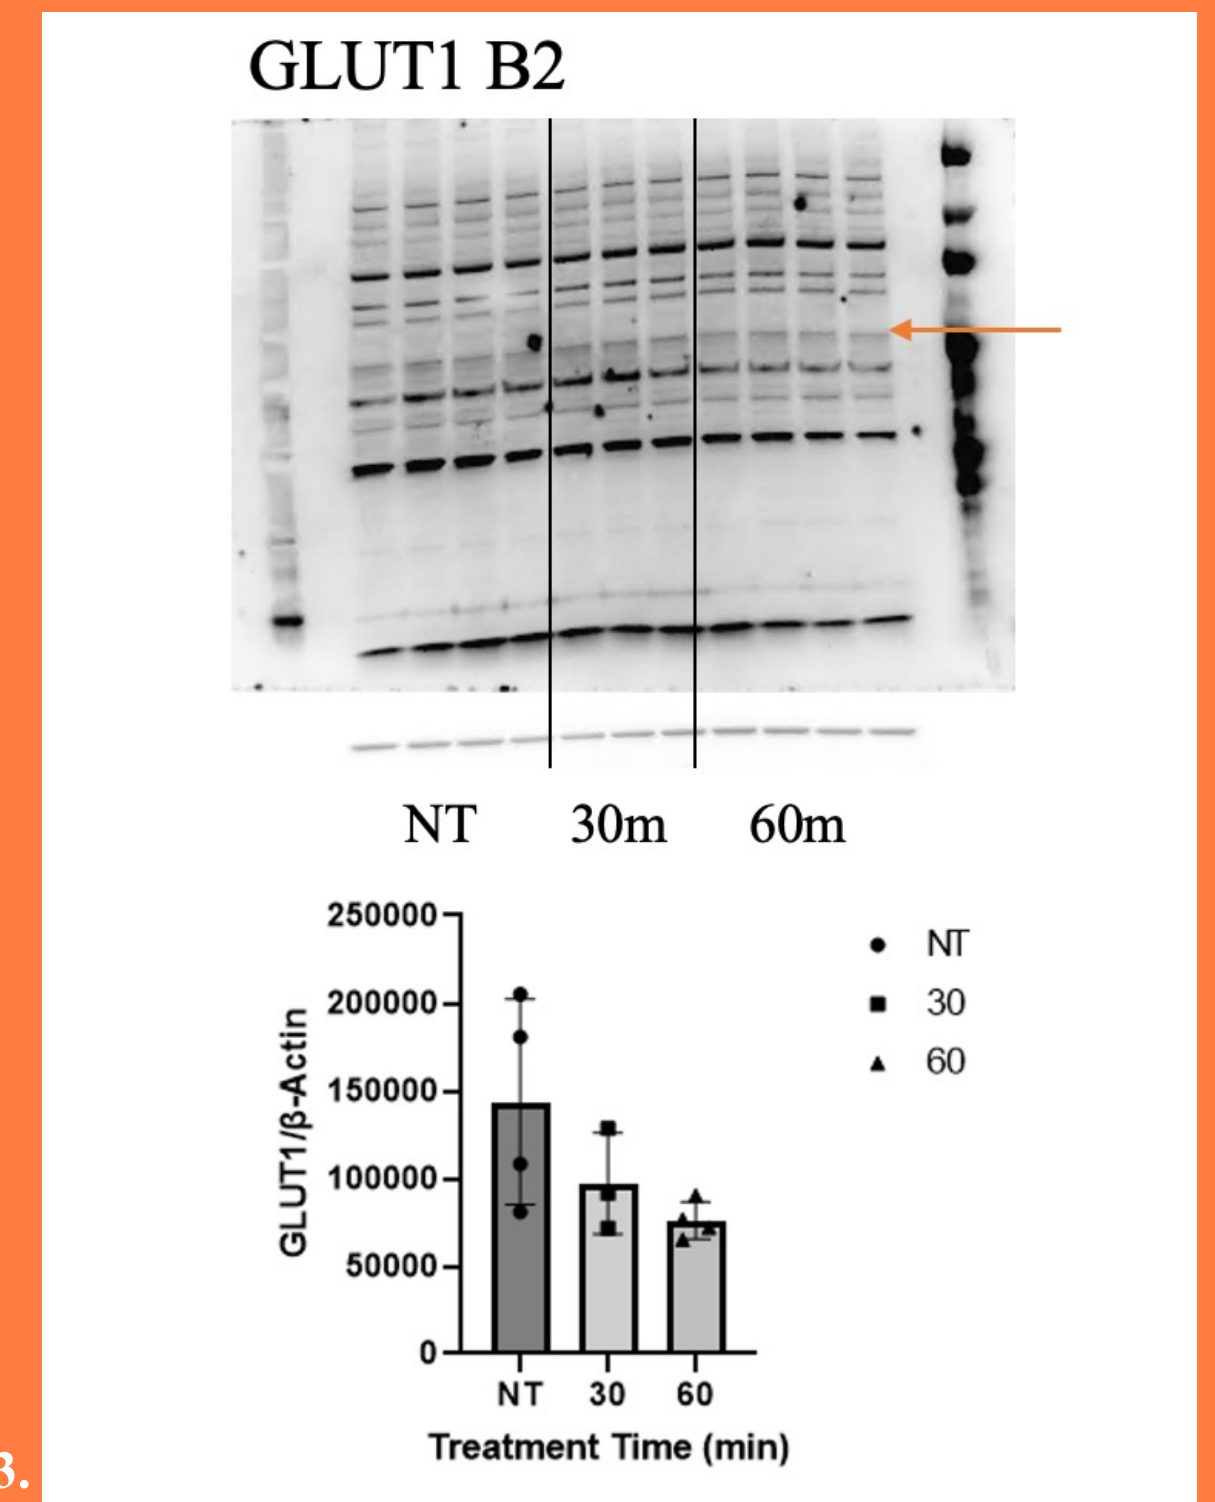 GLUT1 B2
NT 30m 60m
250000
200000
150000
100000
50000
0
GLUT1/β-Actin
NT 30 60
Treatment Time (min)
NT
30
60
3.